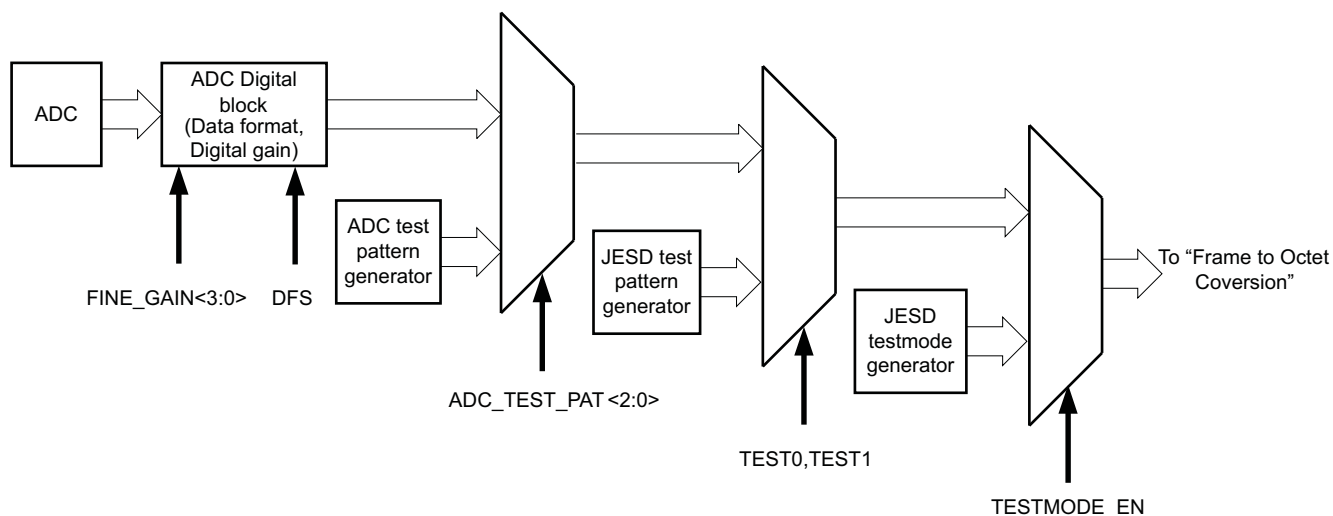 ADC
ADC Digital
block
(Data format,
Digital gain)
FINE_GAIN<3:0>
DFS
ADC test
pattern
generator
ADC_TEST_PAT<2:0>
JESD test
pattern
generator
TEST0,TEST1
JESD
testmode
generator
TESTMODE_EN
To “Frame to Octet
Coversion”